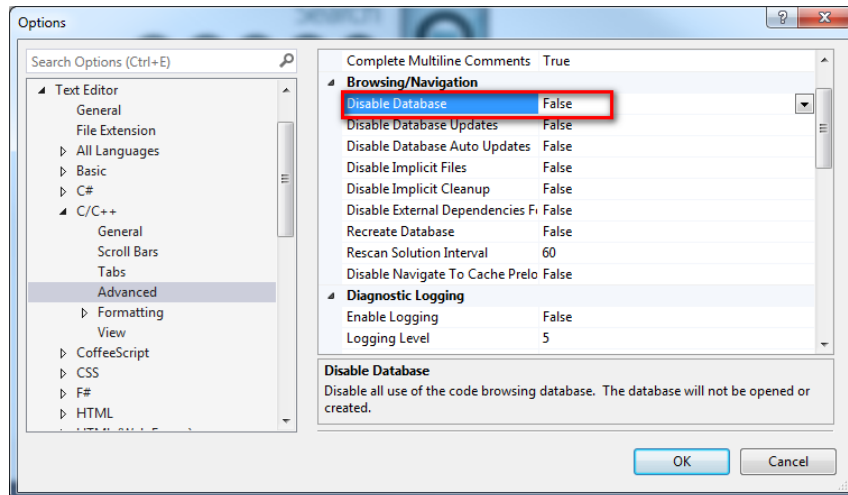 Search
Options
Search Options (Ctrl+E)
Text Editor
General
File Extension
All Languages
Basic
C#
C/C++
General
Scroll Bars
Tabs
Advanced
Formatting
View
CoffeeScript
CSS
F#
HTML
Complete Multiline Comments True
Browsing/Navigation
Disable Database False
Disable Database Updates False
Disable Database Auto Updates False
Disable Implicit Files False
Disable Implicit Cleanup False
Disable External Dependencies F False
Recreate Database False
Rescan Solution Interval 60
Disable Navigate To Cache Prelo False
Diagnostic Logging
Enable Logging False
Logging Level 5
Disable Database
Disable all use of the code browsing database. The database will not be opened or
created.
OK Cancel